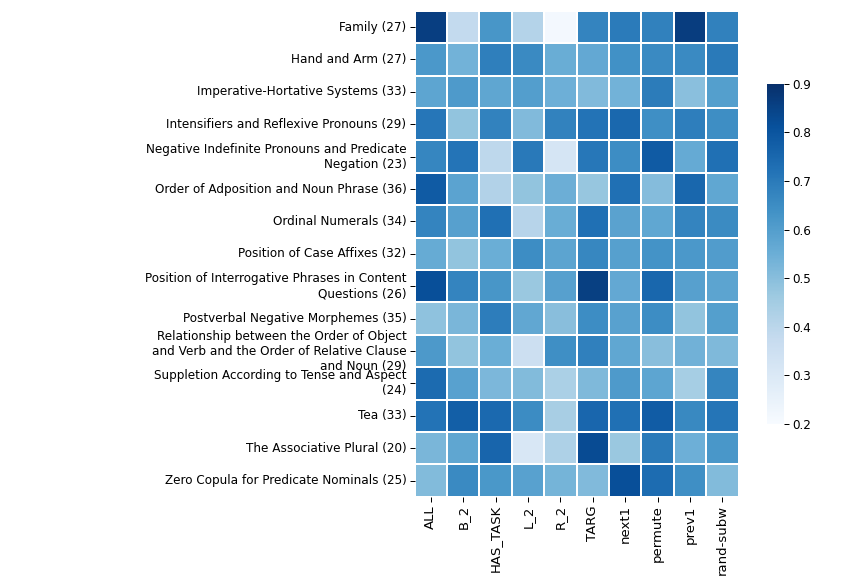 Family (27)
Hand and Arm (27)
Imperative-Hortative Systems (33)
Intensifiers and Reflexive Pronouns (29)
Negative Indefinite Pronouns and Predicate
Negation (23)
Order of Adposition and Noun Phrase (36)
Ordinal Numerals (34)
Position of Case Affixes (32)
Position of Interrogative Phrases in Content
Questions (26)
Postverbal Negative Morphemes (35)
Relationship between the Order of Object
and Verb and the Order of Relative Clause
and Noun (29)
Suppletion According to Tense and Aspect
(24)
Tea (33)
The Associative Plural (20)
Zero Copula for Predicate Nominals (25)
ALL
B_2
HAS_TASK
L_2
R_2
TARG
next1
permute
prev1
rand-subw
0.9
0.8
0.7
0.6
0.5
0.4
0.3
0.2